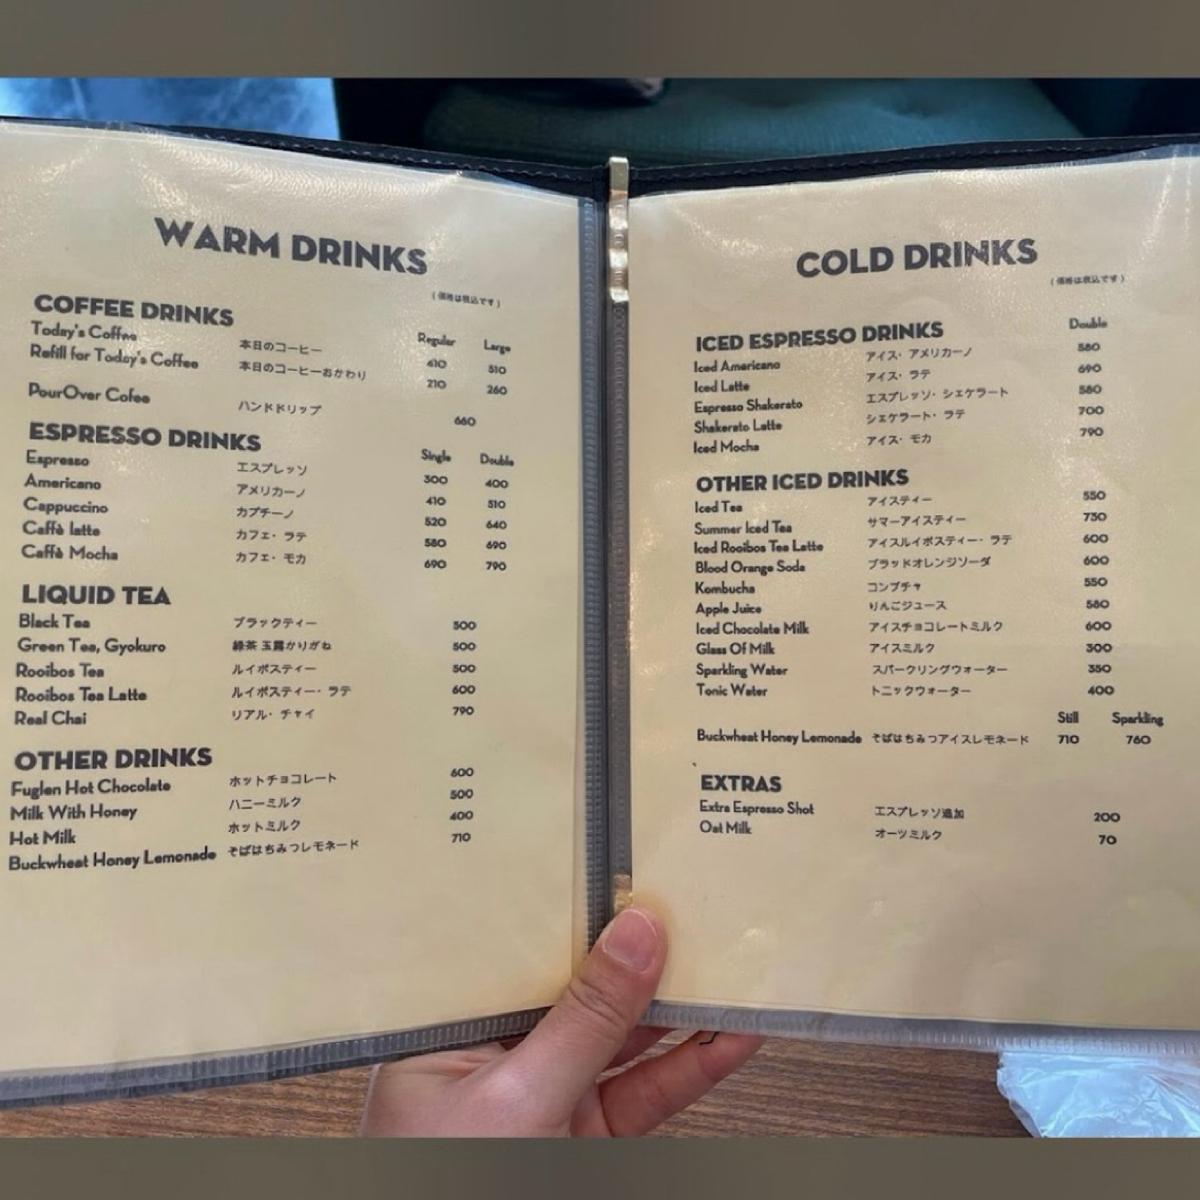 WARM DRINKS
(価格は税込です)
COFFEE DRINKS
Regular Large
Today's Coffee 本日のコーヒー 410 510
Refill for Today's Coffee 本日のコーヒーおかわり 210 260
PourOver Cofee ハンドドリップ 660
ESPRESSO DRINKS
Single Double
Espresso エスプレッソ 300 400
Americano アメリカーノ 410 510
Cappuccino カプチーノ 520 640
Caffè latte カフェ・ラテ 580 690
Caffè Mocha カフェ・モカ 690 790
LIQUID TEA
Black Tea ブラックティー 500
Green Tea, Gyokuro 緑茶 玉露かりがね 500
Rooibos Tea ルイボスティー 500
Rooibos Tea Latte ルイボスティー・ラテ 600
Real Chai リアル・チャイ 790
OTHER DRINKS
Fuglen Hot Chocolate ホットチョコレート 600
Milk With Honey ハニーミルク 500
Hot Milk ホットミルク 400
Buckwheat Honey Lemonade そばはちみつレモネード 710
COLD DRINKS
(価格は税込です)
ICED ESPRESSO DRINKS Double
Iced Americano アイス・アメリカーノ 580
Iced Latte アイス・ラテ 690
Espresso Shakerato エスプレッソ・シェケラート 580
Shakerato Latte シェケラート・ラテ 700
Iced Mocha アイス・モカ 790
OTHER ICED DRINKS
Iced Tea アイスティー 550
Summer Iced Tea サマーアイスティー 730
Iced Rooibos Tea Latte アイスルイボスティー・ラテ 600
Blood Orange Soda ブラッドオレンジソーダ 600
Kombucha コンブチャ 550
Apple Juice りんごジュース 580
Iced Chocolate Milk アイスチョコレートミルク 600
Glass Of Milk アイスミルク 300
Sparkling Water スパークリングウォーター 350
Tonic Water トニックウォーター 400
Still Sparkling
Buckwheat Honey Lemonade そばはちみつアイスレモネード 710 760
EXTRAS
Extra Espresso Shot エスプレッソ追加 200
Oat Milk オーツミルク 70